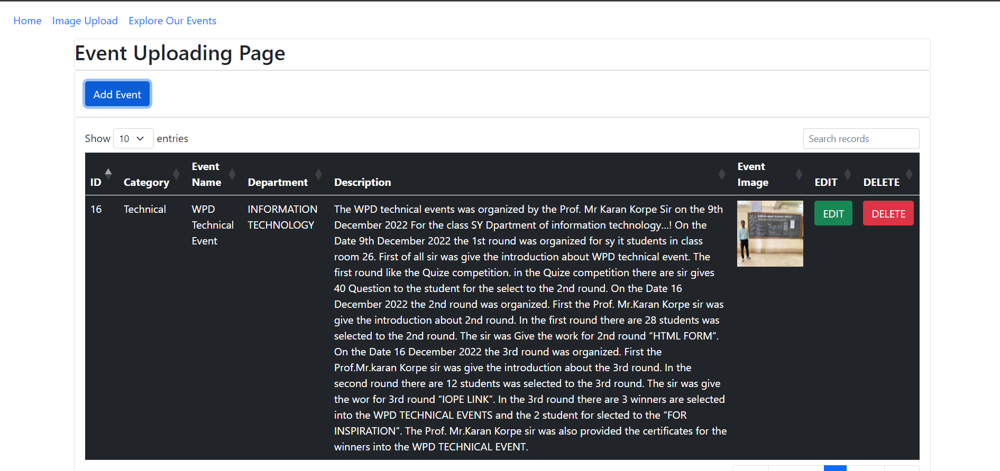 Home Image Upload Explore Our Events
Event Uploading Page
Add Event
Show 10 entries
Search records
ID Category Event Name Department Description Event Image EDIT DELETE
16 Technical WPD Technical Event INFORMATION TECHNOLOGY
The WPD technical events was organized by the Prof. Mr Karan Korpe Sir on the 9th
December 2022 For the class SY Dpartment of information technology...! On the
Date 9th December 2022 the 1st round was organized for sy it students in class
room 26. First of all sir was give the introduction about WPD technical event. The
first round like the Quize competition. in the Quize competition there are sir gives
40 Question to the student for the select to the 2nd round. On the Date 16
December 2022 the 2nd round was organized. First the Prof. Mr.Karan Korpe sir was
give the introduction about 2nd round. In the first round there are 28 students was
selected to the 2nd round. The sir was Give the work for 2nd round “HTML FORM”.
On the Date 16 December 2022 the 3rd round was organized. First the
Prof.Mr.karan Korpe sir was give the introduction about the 3rd round. In the
second round there are 12 students was selected to the 3rd round. The sir was give
the wor for 3rd round “IOPE LINK”. In the 3rd round there are 3 winners are selected
into the WPD TECHNICAL EVENTS and the 2 student for slected to the “FOR
INSPIRATION”. The Prof. Mr.Karan Korpe sir was also provided the certificates for the
winners into the WPD TECHNICAL EVENT.
EDIT
DELETE